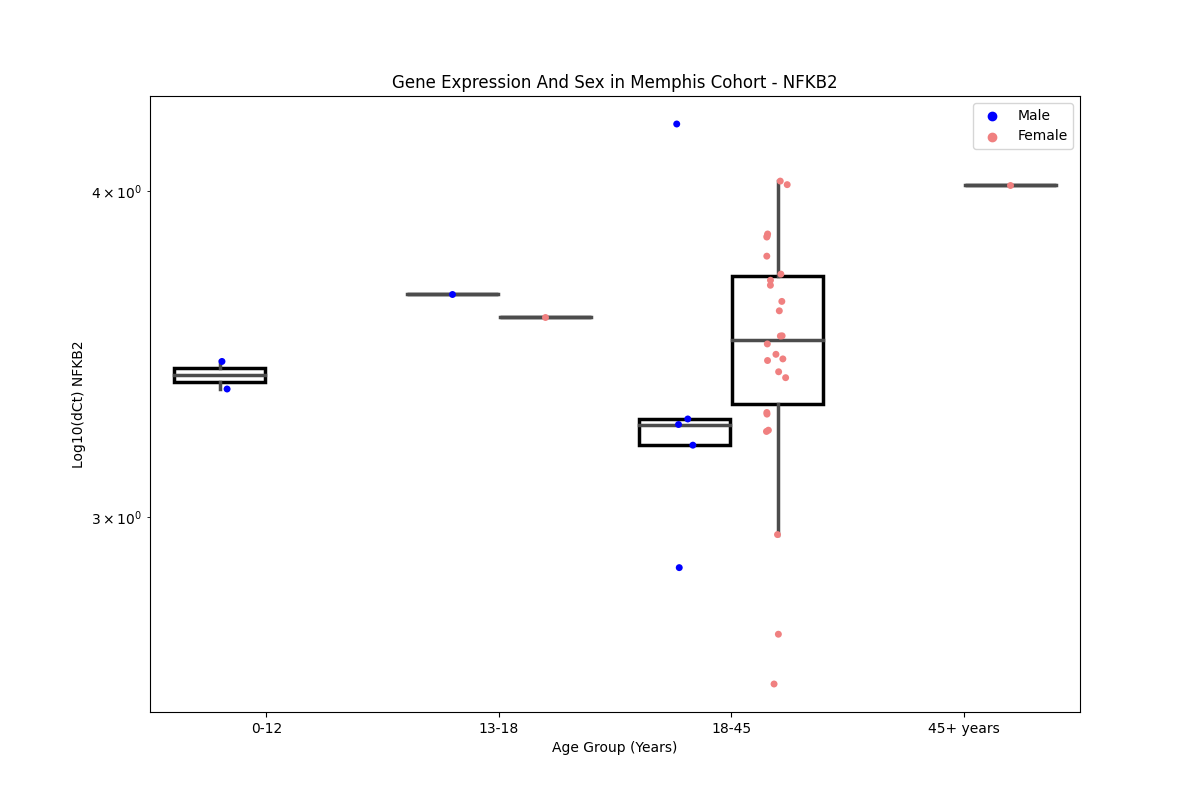 Gene Expression And Sex in Memphis Cohort - NFKB2
Male
Female
4 × 10⁰
3 × 10⁰
Log10(dCt) NFKB2
0-12
13-18
18-45
45+ years
Age Group (Years)